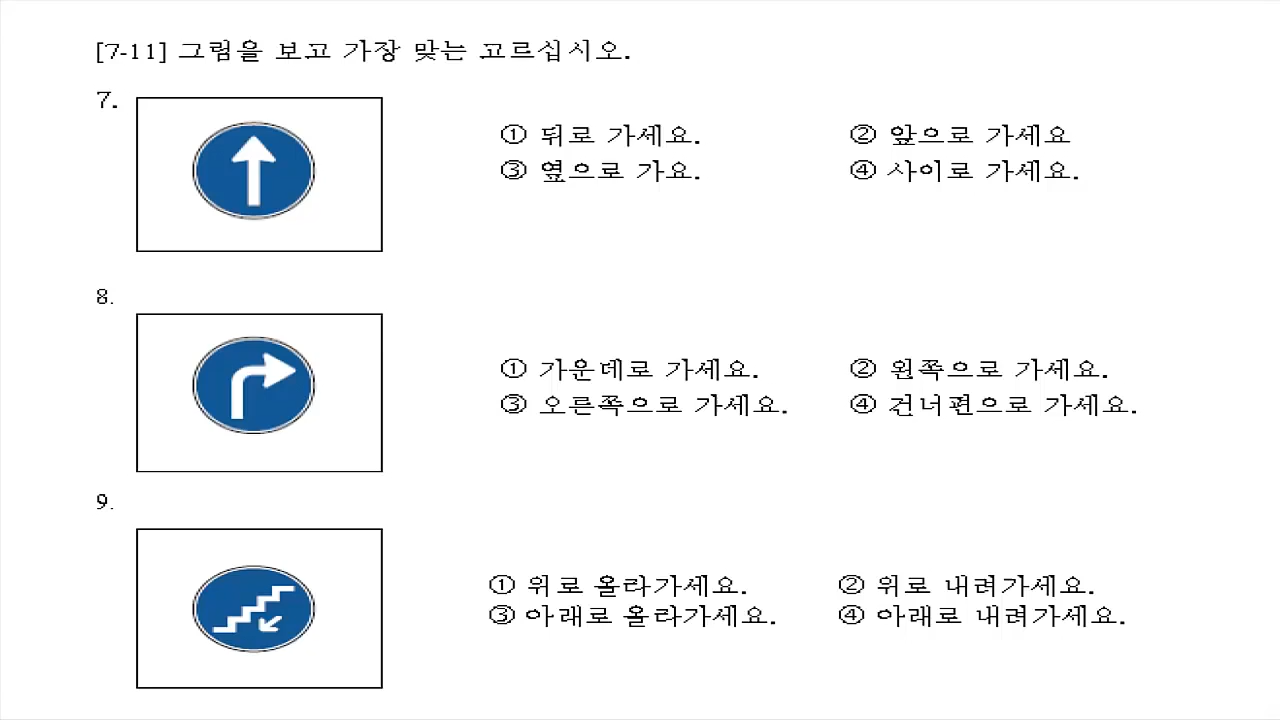 [7-11] 그림을 보고 가장 맞는 고르십시오.
7.
① 뒤로 가세요. ② 앞으로 가세요
③ 옆으로 가요. ④ 사이로 가세요.
8.
① 가운데로 가세요. ② 왼쪽으로 가세요.
③ 오른쪽으로 가세요. ④ 건너편으로 가세요.
9.
① 위로 올라가세요. ② 위로 내려가세요.
③ 아래로 올라가세요. ④ 아래로 내려가세요.